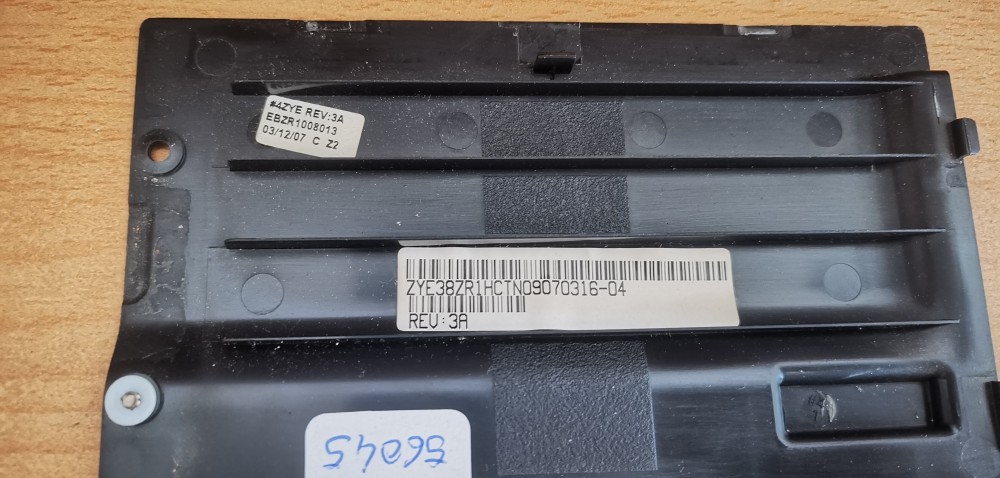 #4ZYE REV:3A
EBZR1008013
03/12/07 C Z2
ZYE38ZR1HCTN09070316-04
REV:3A
56045